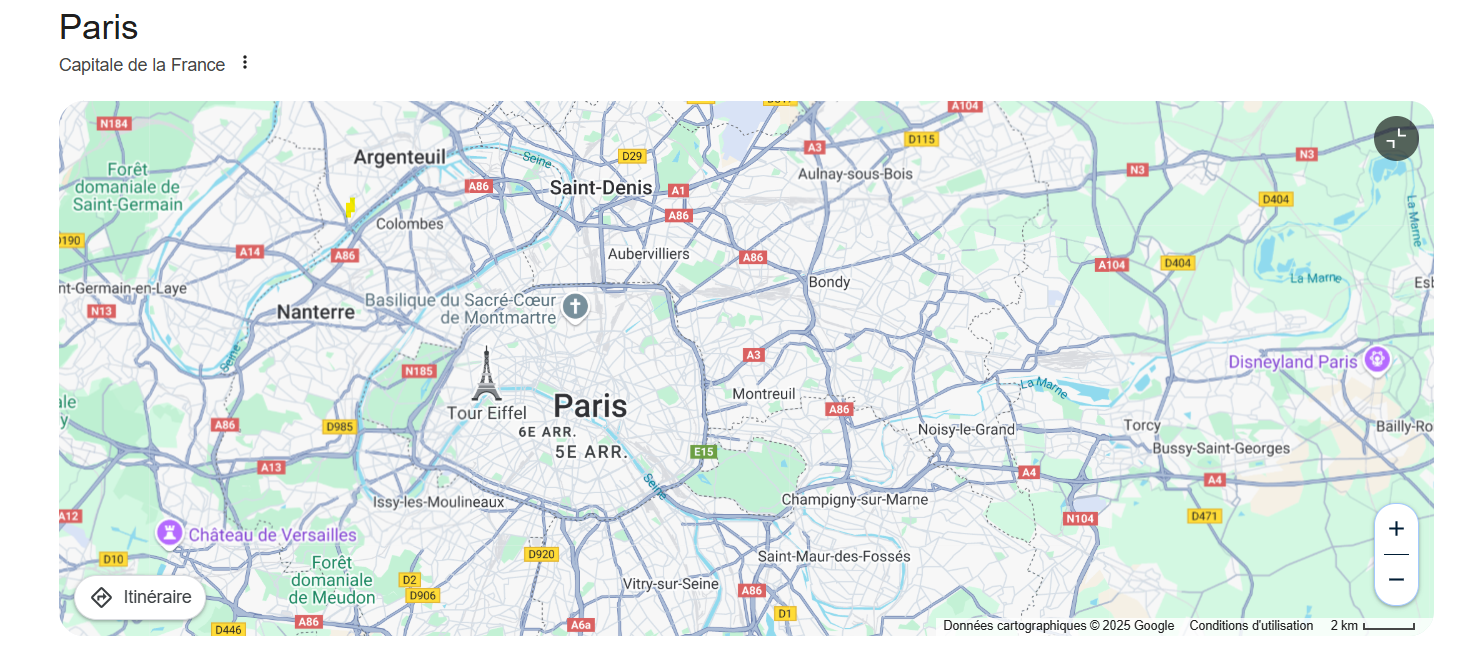 Paris
Capitale de la France
N184
A104
D29
A3
D115
Argenteuil
Seine
N3
N3
Forêt
domaniale de
Saint-Germain
A86
Saint-Denis
A1
Aulnay-sous-Bois
D404
A86
La Marne
Colombes
D190
A14
A86
Aubervilliers
A86
A104
D404
nt-Germain-en-Laye
Bondy
La Marne
Esb
N13
Nanterre
Basilique du Sacré-Cœur
de Montmartre
Seine
A3
Disneyland Paris
N185
La Marne
Montreuil
ale
y
Tour Eiffel
Paris
A86
A86
D985
6E ARR.
Noisy-le-Grand
Torcy
Bailly-Ro
5E ARR.
E15
Bussy-Saint-Georges
A13
A4
A4
Seine
Issy-les-Moulineaux
Champigny-sur-Marne
A12
N104
D471
Château de Versailles
D10
D920
Saint-Maur-des-Fossés
Forêt
domaniale
de Meudon
D2
D906
Vitry-sur-Seine
A86
Itinéraire
D1
A86
A6a
D446
Données cartographiques © 2025 Google Conditions d'utilisation 2 km